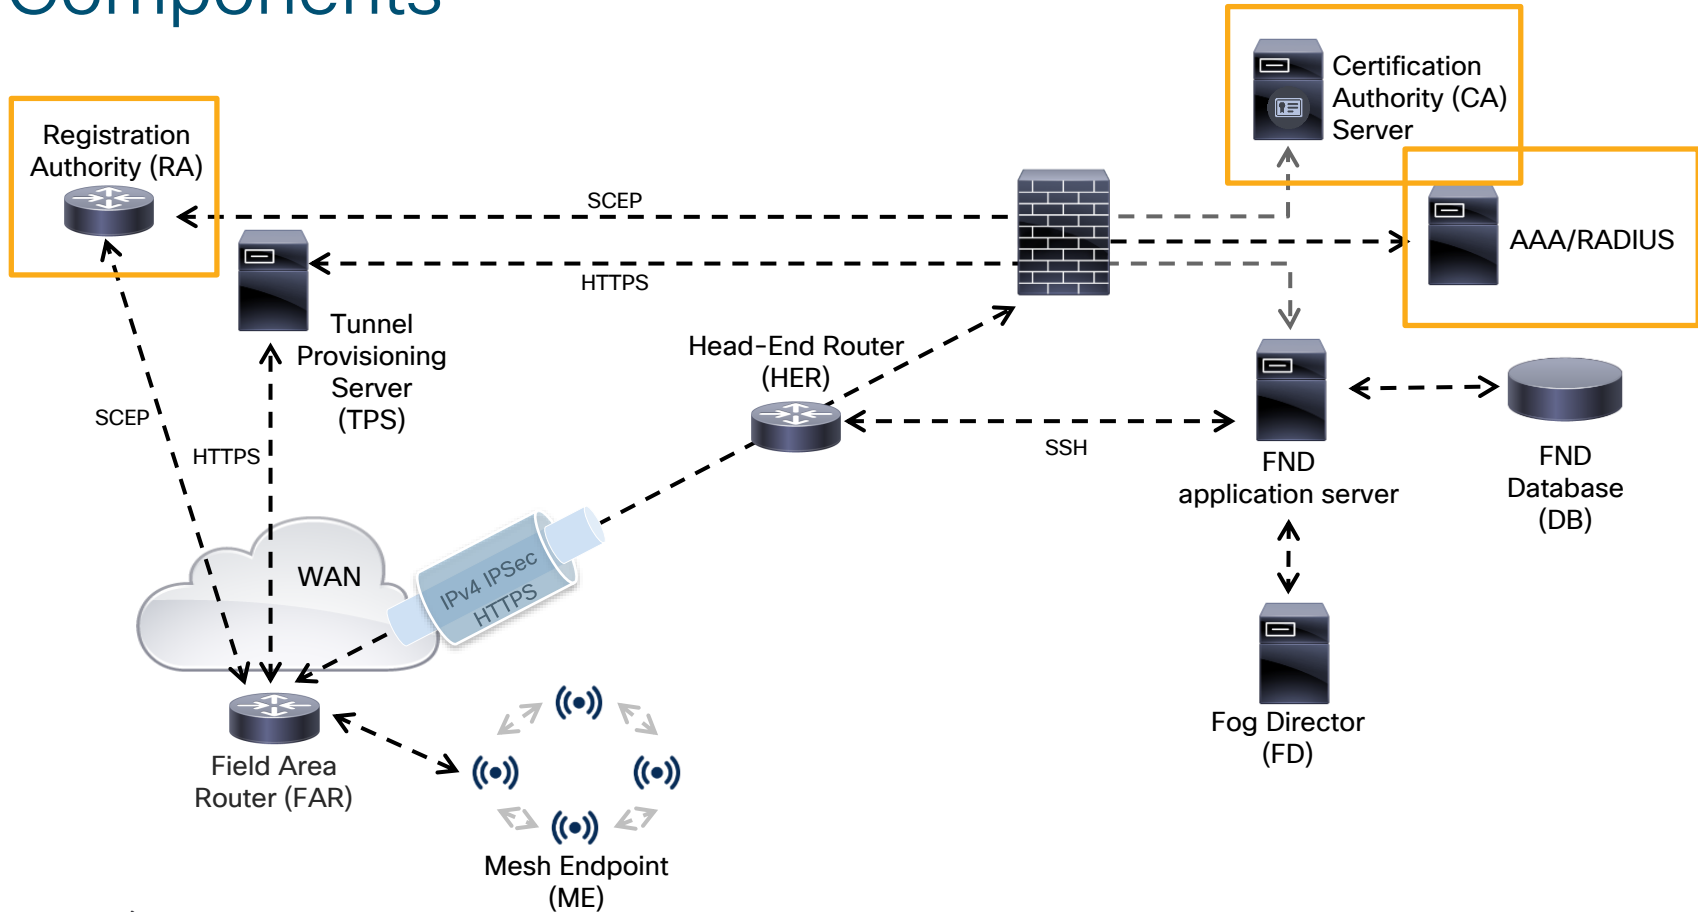 Components
Certification
Authority (CA)
Server
Registration
Authority (RA)
SCEP
AAA/RADIUS
HTTPS
Tunnel
Provisioning
Server
(TPS)
Head-End Router
(HER)
SCEP
HTTPS
SSH
FND
application server
FND
Database
(DB)
WAN
IPv4 IPSec
HTTPS
Fog Director
(FD)
Field Area
Router (FAR)
Mesh Endpoint
(ME)